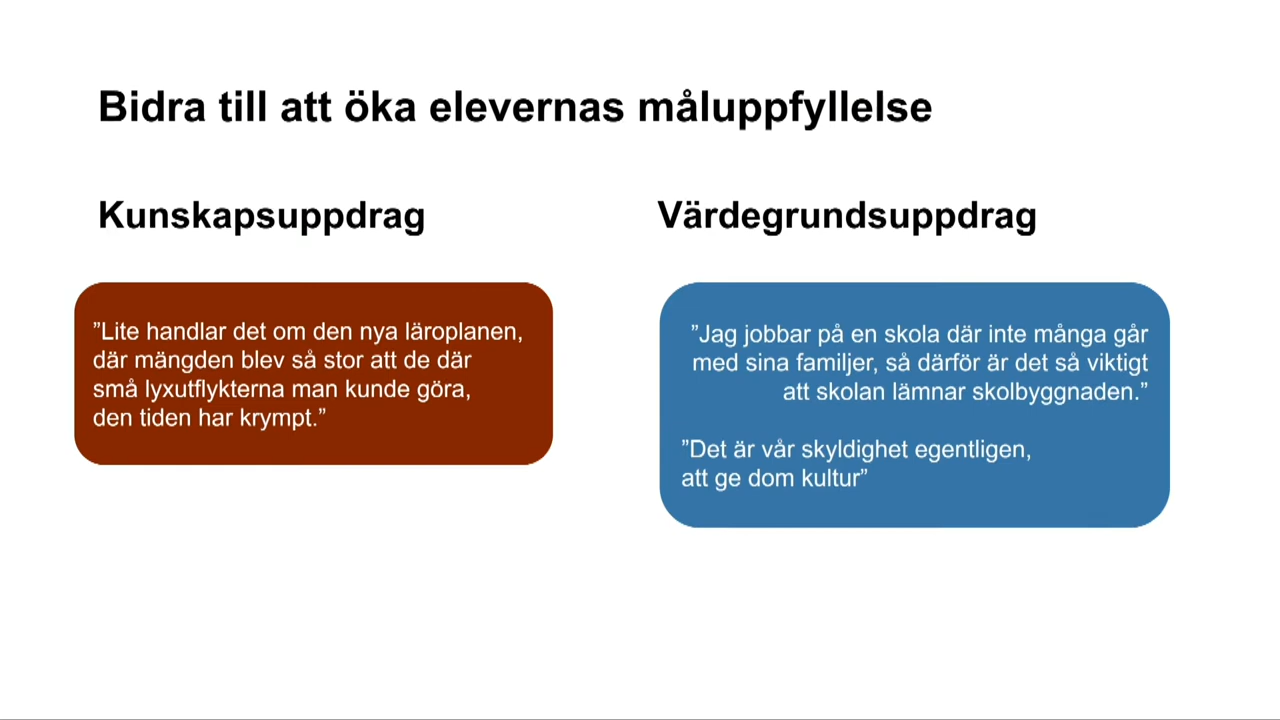 Bidra till att öka elevernas måluppfyllelse
Kunskapsuppdrag
”Lite handlar det om den nya läroplanen,
där mängden blev så stor att de där
små lyxutflykterna man kunde göra,
den tiden har krympt.”
Värdegrundsuppdrag
”Jag jobbar på en skola där inte många går
med sina familjer, så därför är det så viktigt
att skolan lämnar skolbyggnaden.”
”Det är vår skyldighet egentligen,
att ge dom kultur”